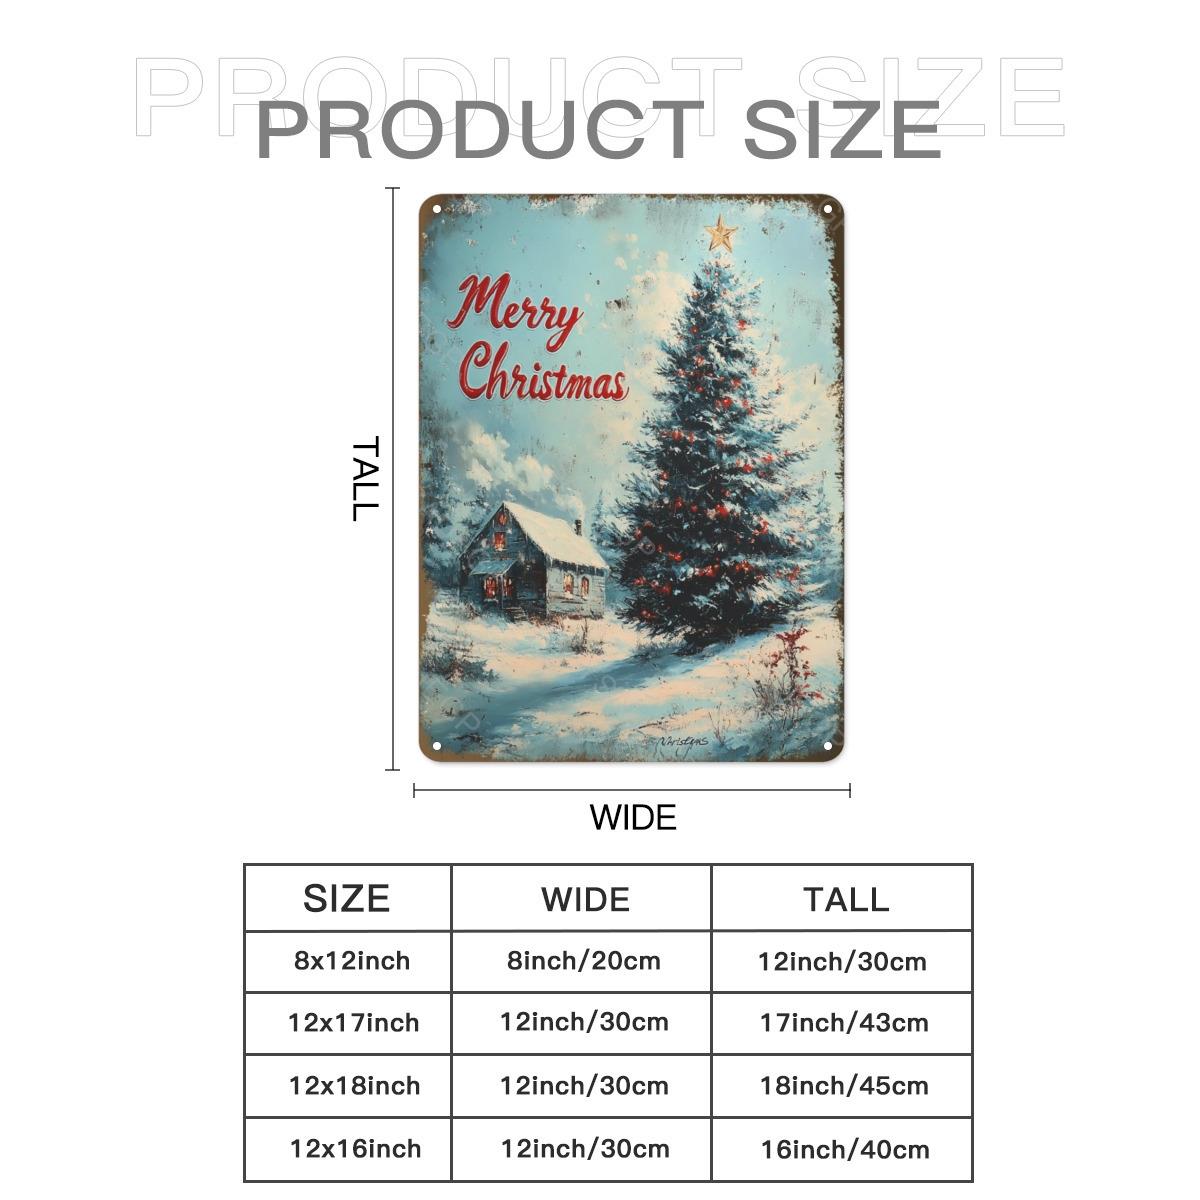 PRODUCT SIZE
PRODUCT SIZE
Merry
Christmas
TALL
WIDE
SIZE WIDE TALL
8x12inch 8inch/20cm 12inch/30cm
12x17inch 12inch/30cm 17inch/43cm
12x18inch 12inch/30cm 18inch/45cm
12x16inch 12inch/30cm 16inch/40cm